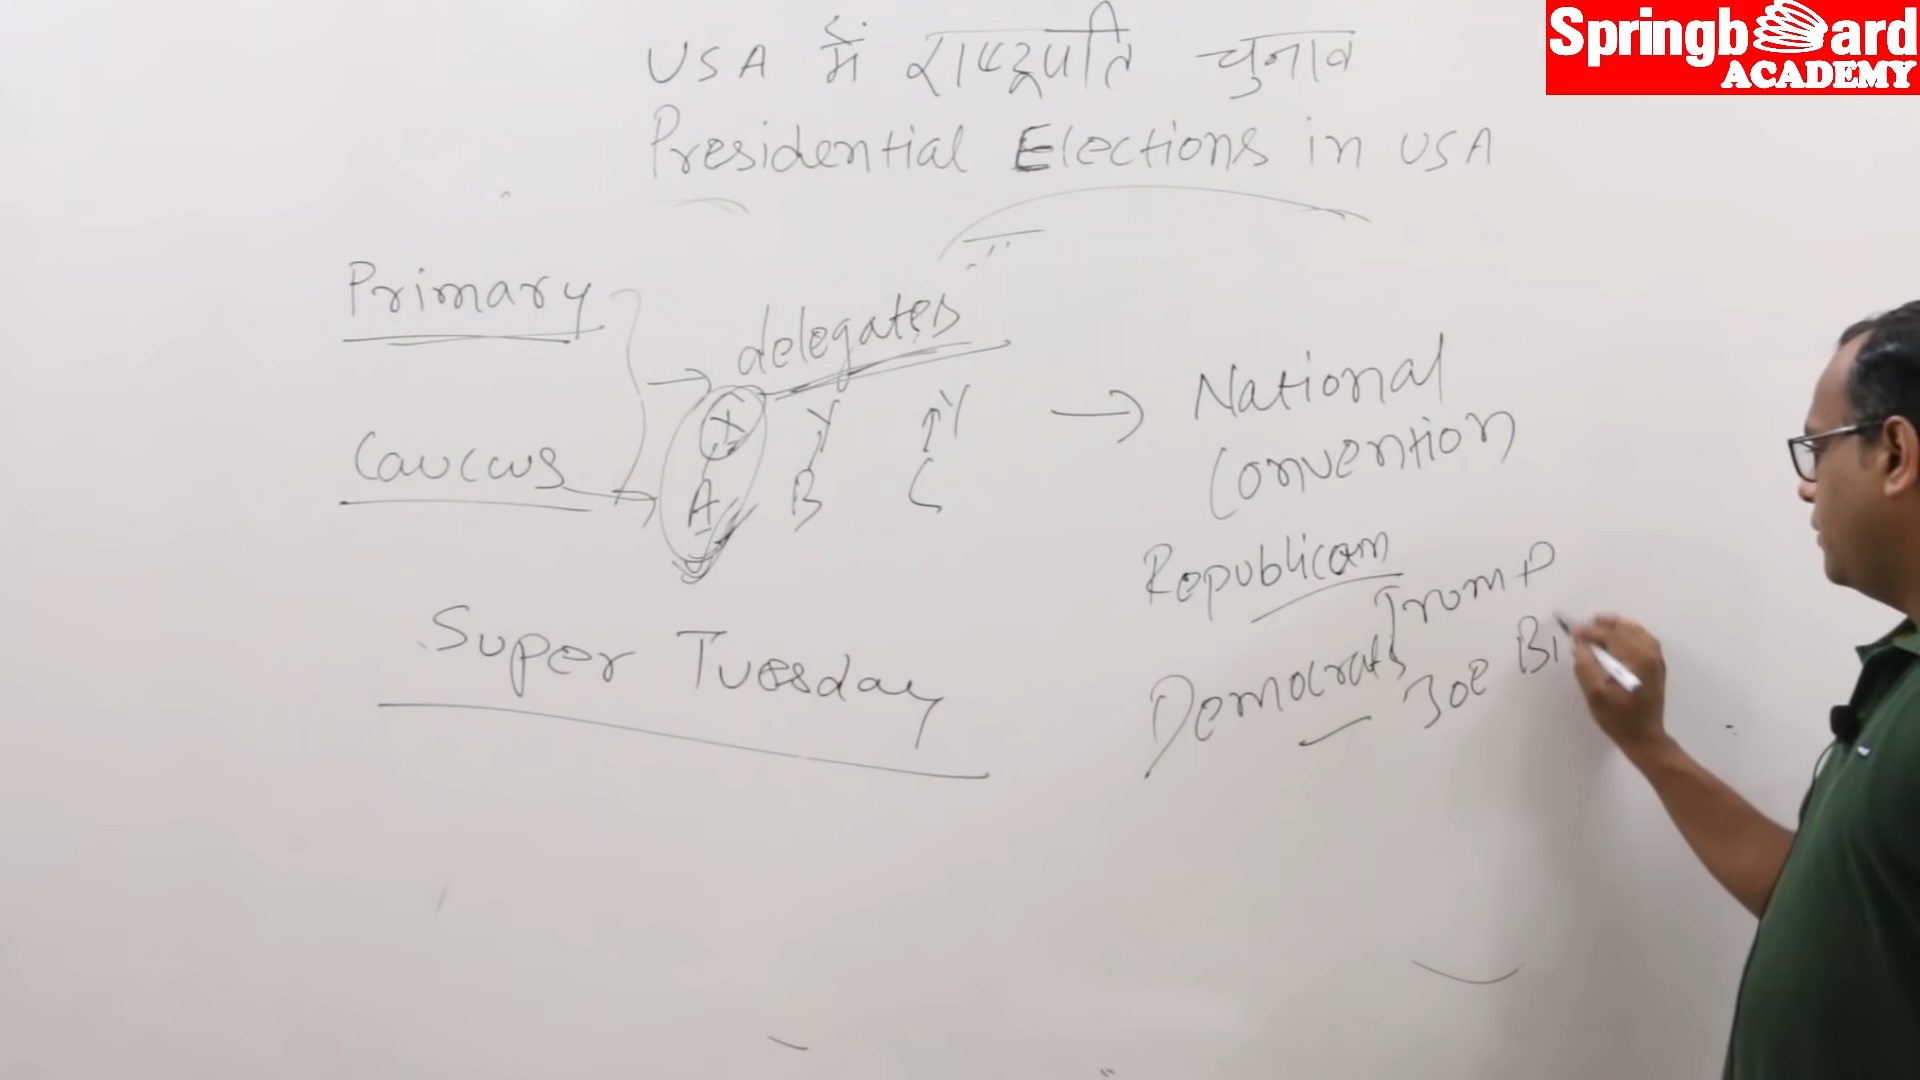 Springboard
ACADEMY
USA में राष्ट्रपति चुनाव
Presidential Elections in USA
Primary
delegates
X Y Y
Caucus
A B C
Super Tuesday
→ National
Convention
Republican
Trump
Democrats
Joe Bi